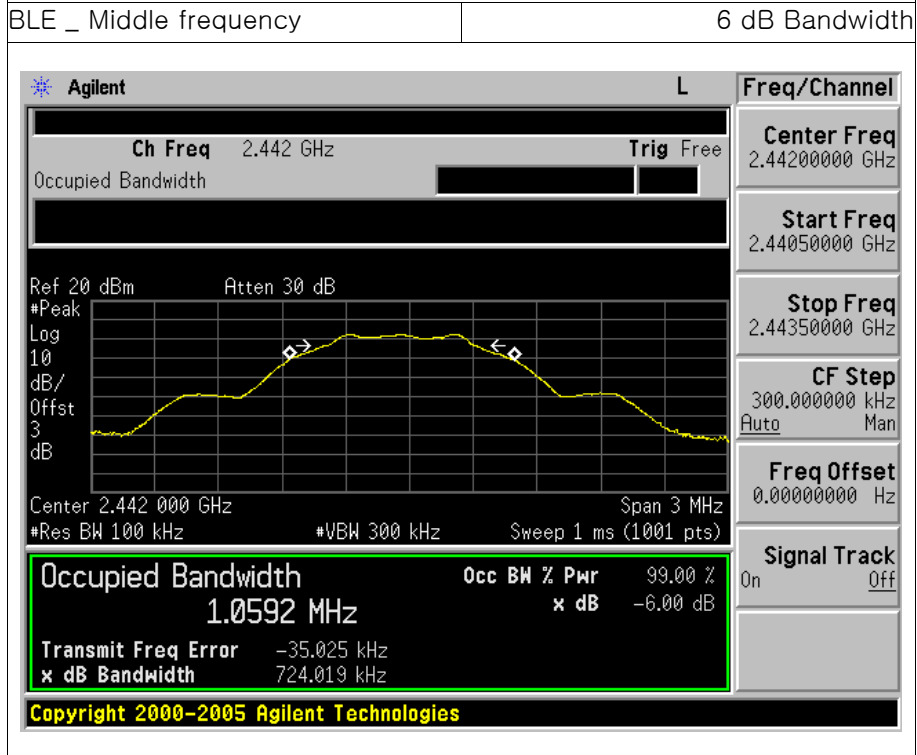 BLE _ Middle frequency
6 dB Bandwidth
Agilent
L
Freq/Channel
Ch Freq 2.442 GHz
Trig Free
Occupied Bandwidth
Center Freq
2.44200000 GHz
Start Freq
2.44050000 GHz
Stop Freq
2.44350000 GHz
CF Step
300.000000 kHz
Auto Man
Freq Offset
0.00000000 Hz
Signal Track
On Off
Ref 20 dBm
Atten 30 dB
#Peak
Log
10
dB/
Offst
3
dB
Center 2.442 000 GHz
Span 3 MHz
#Res BW 100 kHz
#VBW 300 kHz
Sweep 1 ms (1001 pts)
Occupied Bandwidth
1.0592 MHz
Occ BW % Pwr 99.00 %
x dB -6.00 dB
Transmit Freq Error -35.025 kHz
x dB Bandwidth 724.019 kHz
Copyright 2000-2005 Agilent Technologies